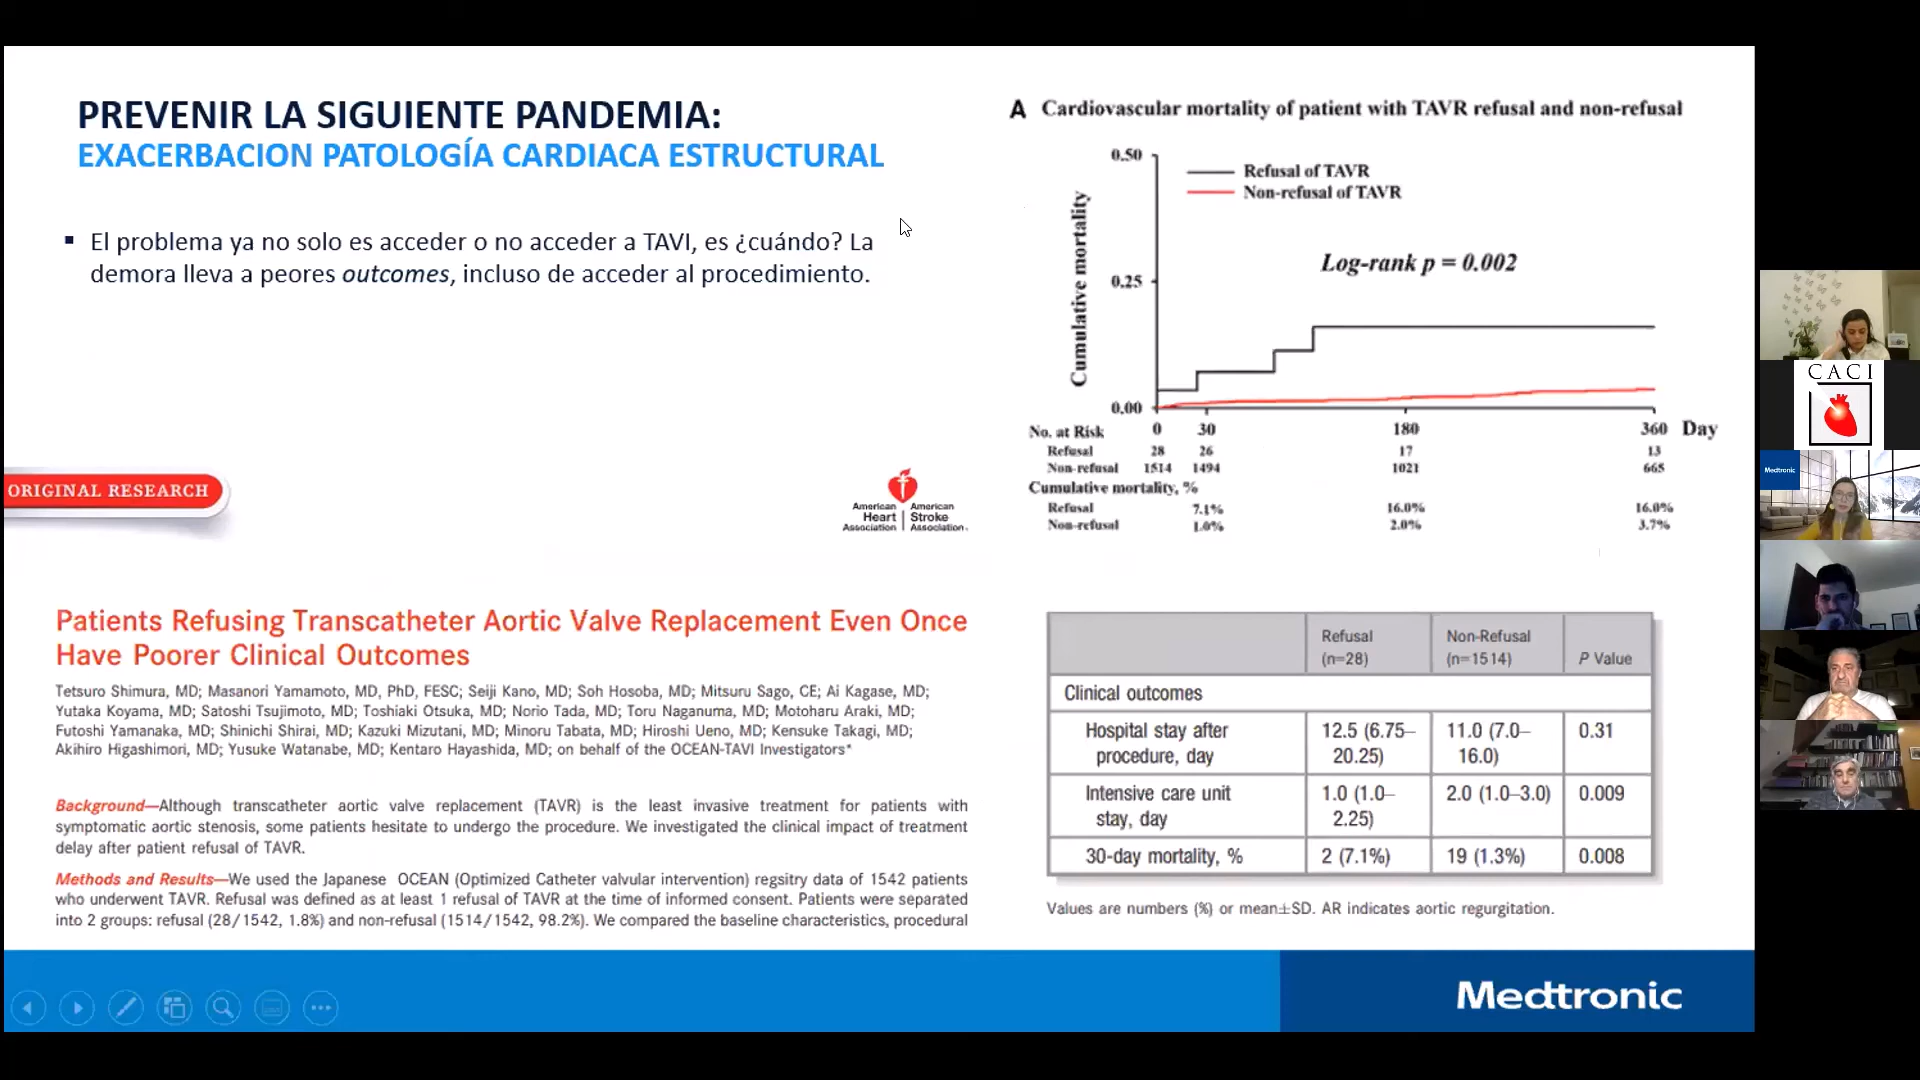 PREVENIR LA SIGUIENTE PANDEMIA:
EXACERBACION PATOLOGÍA CARDIACA ESTRUCTURAL
▪ El problema ya no solo es acceder o no acceder a TAVI, es ¿cuándo? La
demora lleva a peores outcomes, incluso de acceder al procedimiento.
ORIGINAL RESEARCH
American Heart Association
American Stroke Association.
Patients Refusing Transcatheter Aortic Valve Replacement Even Once
Have Poorer Clinical Outcomes
Tetsuro Shimura, MD; Masanori Yamamoto, MD, PhD, FESC; Seiji Kano, MD; Soh Hosoba, MD; Mitsuru Sago, CE; Ai Kagase, MD;
Yutaka Koyama, MD; Satoshi Tsujimoto, MD; Toshiaki Otsuka, MD; Norio Tada, MD; Toru Naganuma, MD; Motoharu Araki, MD;
Futoshi Yamanaka, MD; Shinichi Shirai, MD; Kazuki Mizutani, MD; Minoru Tabata, MD; Hiroshi Ueno, MD; Kensuke Takagi, MD;
Akihiro Higashimori, MD; Yusuke Watanabe, MD; Kentaro Hayashida, MD; on behalf of the OCEAN-TAVI Investigators*
Background—Although transcatheter aortic valve replacement (TAVR) is the least invasive treatment for patients with
symptomatic aortic stenosis, some patients hesitate to undergo the procedure. We investigated the clinical impact of treatment
delay after patient refusal of TAVR.
Methods and Results—We used the Japanese OCEAN (Optimized Catheter valvular intervention) regsitry data of 1542 patients
who underwent TAVR. Refusal was defined as at least 1 refusal of TAVR at the time of informed consent. Patients were separated
into 2 groups: refusal (28/1542, 1.8%) and non-refusal (1514/1542, 98.2%). We compared the baseline characteristics, procedural
A Cardiovascular mortality of patient with TAVR refusal and non-refusal
Cumulative mortality
0.50
0.25
0.00
Refusal of TAVR
Non-refusal of TAVR
Log-rank p = 0.002
0 30 180 360 Day
No. at Risk
Refusal 28 26 17 13
Non-refusal 1514 1494 1021 665
Cumulative mortality, %
Refusal 7.1% 16.0% 16.0%
Non-refusal 1.0% 2.0% 3.7%
Refusal (n=28) Non-Refusal (n=1514) P Value
Clinical outcomes
Hospital stay after procedure, day 12.5 (6.75–20.25) 11.0 (7.0–16.0) 0.31
Intensive care unit stay, day 1.0 (1.0–2.25) 2.0 (1.0–3.0) 0.009
30-day mortality, % 2 (7.1%) 19 (1.3%) 0.008
Values are numbers (%) or mean±SD. AR indicates aortic regurgitation.
Medtronic
CACI
Medtronic